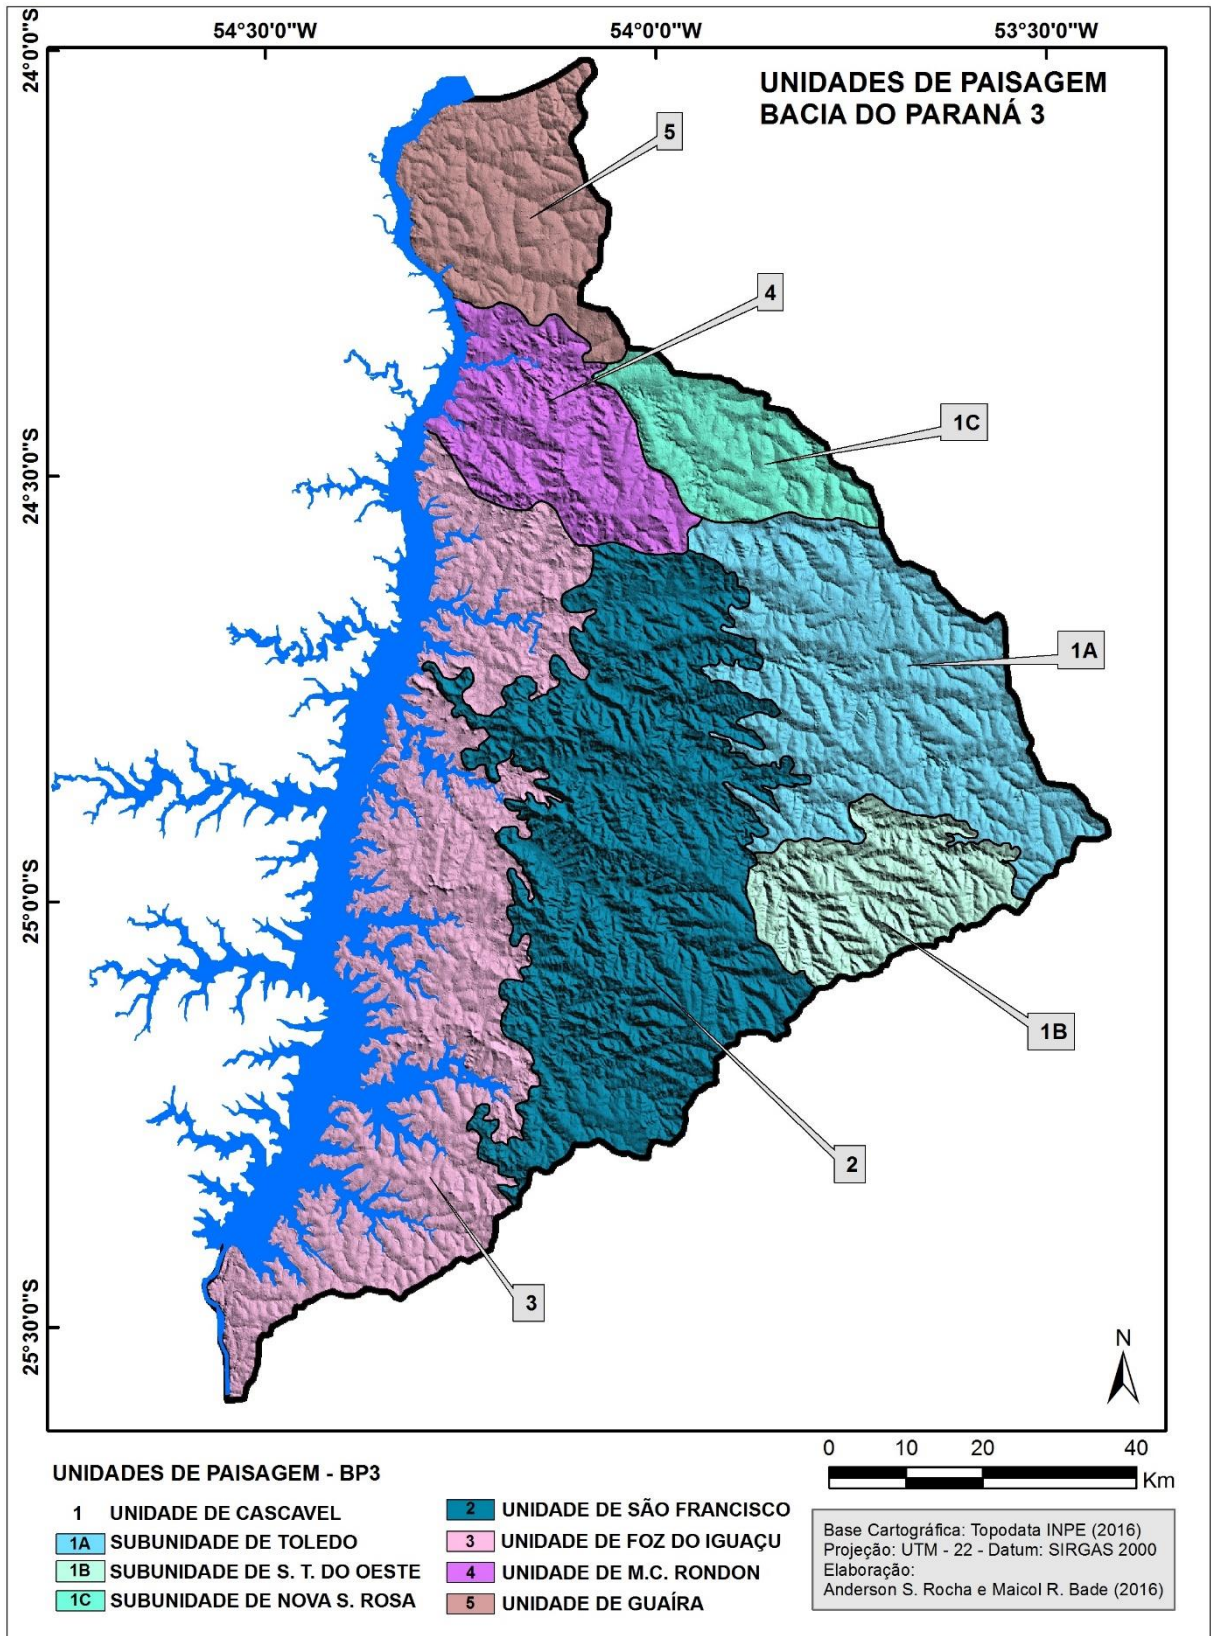 54°30'0"W 54°0'0"W 53°30'0"W
24°0'0"S
UNIDADES DE PAISAGEM
BACIA DO PARANÁ 3
5
4
1C
24°30'0"S
1A
25°0'0"S
1B
2
3
25°30'0"S
N
0 10 20 40
Km
UNIDADES DE PAISAGEM - BP3
1 UNIDADE DE CASCAVEL
1A SUBUNIDADE DE TOLEDO
1B SUBUNIDADE DE S. T. DO OESTE
1C SUBUNIDADE DE NOVA S. ROSA
2 UNIDADE DE SÃO FRANCISCO
3 UNIDADE DE FOZ DO IGUAÇU
4 UNIDADE DE M.C. RONDON
5 UNIDADE DE GUAÍRA
Base Cartográfica: Topodata INPE (2016)
Projeção: UTM - 22 - Datum: SIRGAS 2000
Elaboração:
Anderson S. Rocha e Maicol R. Bade (2016)